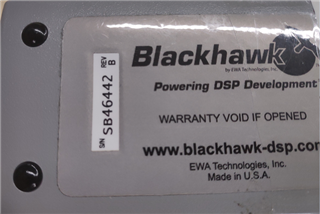 S/N SB46442 REV B
Blackhawk
by EWA Technologies, Inc.
Powering DSP Development
WARRANTY VOID IF OPENED
www.blackhawk-dsp.com
EWA Technologies, Inc.
Made in U.S.A.